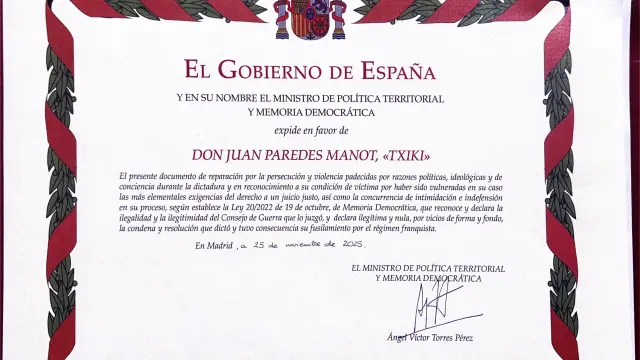 EL GOBIERNO DE ESPAÑA
Y EN SU NOMBRE EL MINISTRO DE POLÍTICA TERRITORIAL
Y MEMORIA DEMOCRÁTICA
expide en favor de
DON JUAN PAREDES MANOT, «TXIKI»
El presente documento de reparación por la persecución y violencia padecidas por razones políticas, ideológicas y de
conciencia durante la dictadura y en reconocimiento a su condición de víctima por haber sido vulneradas en su caso
las más elementales exigencias del derecho a un juicio justo, así como la concurrencia de intimidación e indefensión
en su proceso, según establece la Ley 20/2022 de 19 de octubre, de Memoria Democrática, que reconoce y declara la
ilegalidad y la ilegitimidad del Consejo de Guerra que lo juzgó, y declara ilegítima y nula, por vicios de forma y fondo,
la condena y resolución que dictó y tuvo consecuencia su fusilamiento por el régimen franquista.
En Madrid, a 25 de noviembre de 2025.
EL MINISTRO DE POLÍTICA TERRITORIAL
Y MEMORIA DEMOCRÁTICA
Ángel Víctor Torres Pérez